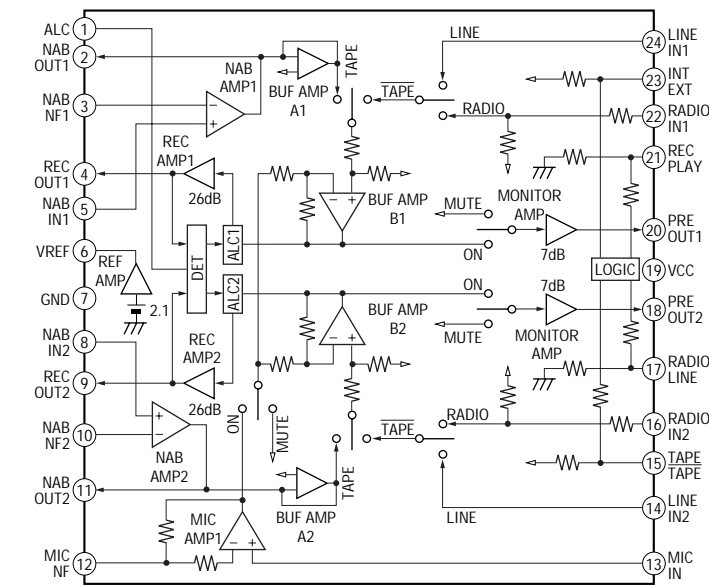 ALC 1
2 NAB
OUT1
3 NAB
NF1
4 REC
OUT1
5 NAB
IN1
VREF 6
GND 7
8 NAB
IN2
9 REC
OUT2
10 NAB
NF2
11 NAB
OUT2
12 MIC
NF
NAB
AMP1
− +
BUF AMP
A1
TAPE
TAPE
LINE
RADIO
REC
AMP1
26dB
REF
AMP
2.1
DET
ALC1
ALC2
− +
BUF AMP
B1
MUTE
ON
MONITOR
AMP
7dB
ON
MUTE
7dB
MONITOR
AMP
− +
BUF AMP
B2
REC
AMP2
26dB
ON
MUTE
+ −
NAB
AMP2
MIC
AMP1
− +
BUF AMP
A2
TAPE
TAPE
RADIO
LINE
LOGIC
24 LINE
IN1
23 INT
EXT
22 RADIO
IN1
21 REC
PLAY
20 PRE
OUT1
19 VCC
18 PRE
OUT2
17 RADIO
LINE
16 RADIO
IN2
15 TAPE
TAPE
14 LINE
IN2
13 MIC
IN